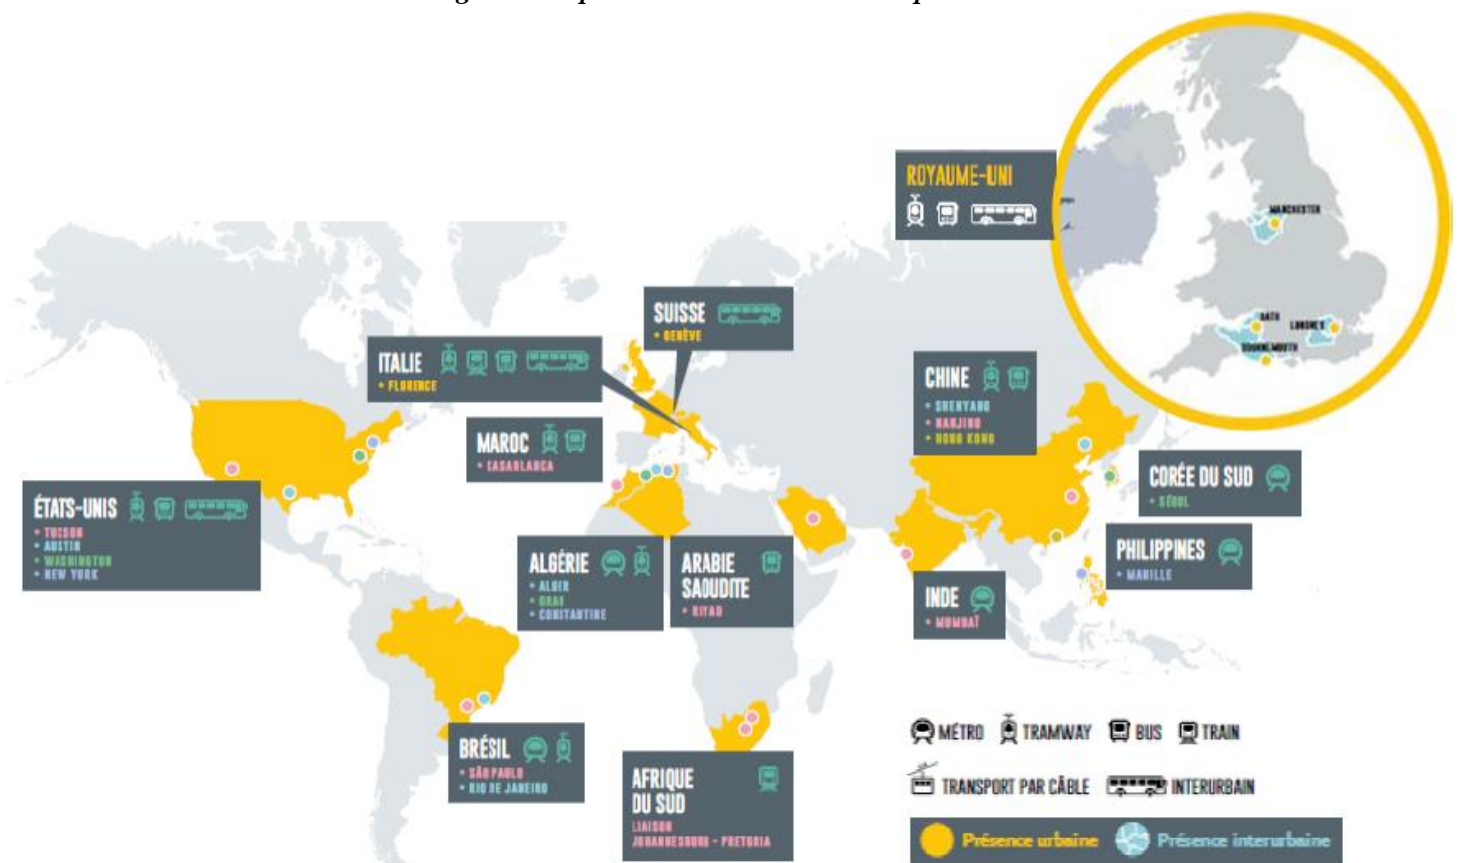 ROYAUME-UNI
MANCHESTER
BATH
LONDRES
BOURNEMOUTH
SUISSE
• GENÈVE
ITALIE
• FLORENCE
MAROC
• CASABLANCA
CHINE
• SHENYANG
• NANJING
• HONG KONG
CORÉE DU SUD
• SÉOUL
ÉTATS-UNIS
• TUCSON
• AUSTIN
• WASHINGTON
• NEW YORK
ALGÉRIE
• ALGER
• ORAN
• CONSTANTINE
ARABIE
SAOUDITE
• RIYAD
PHILIPPINES
• MANILLE
INDE
• MUMBAÏ
BRÉSIL
• SÃO PAULO
• RIO DE JANEIRO
AFRIQUE
DU SUD
LIAISON
JOHANNESBURG - PRETORIA
MÉTRO TRAMWAY BUS TRAIN
TRANSPORT PAR CÂBLE INTERURBAIN
Présence urbaine Présence interurbaine